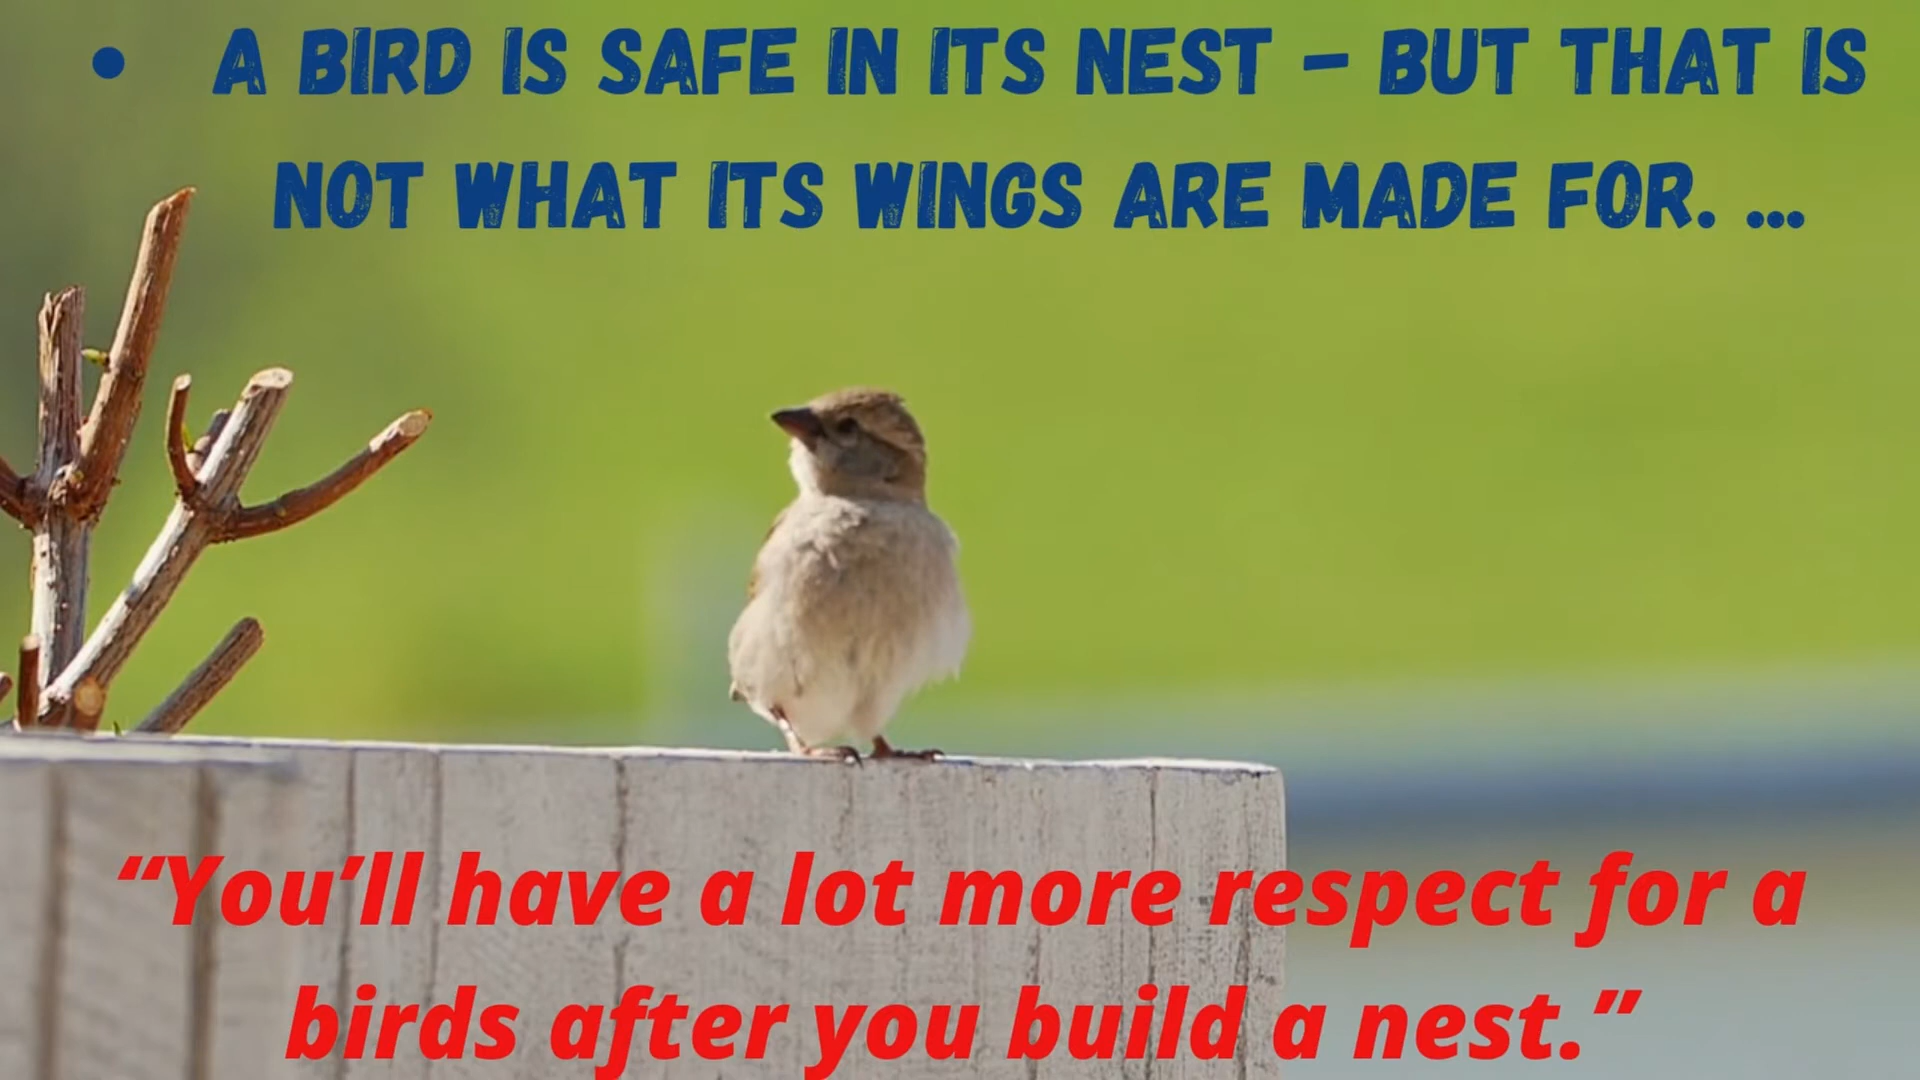 • A BIRD IS SAFE IN ITS NEST – BUT THAT IS
NOT WHAT ITS WINGS ARE MADE FOR. ...
“You’ll have a lot more respect for a
birds after you build a nest.”